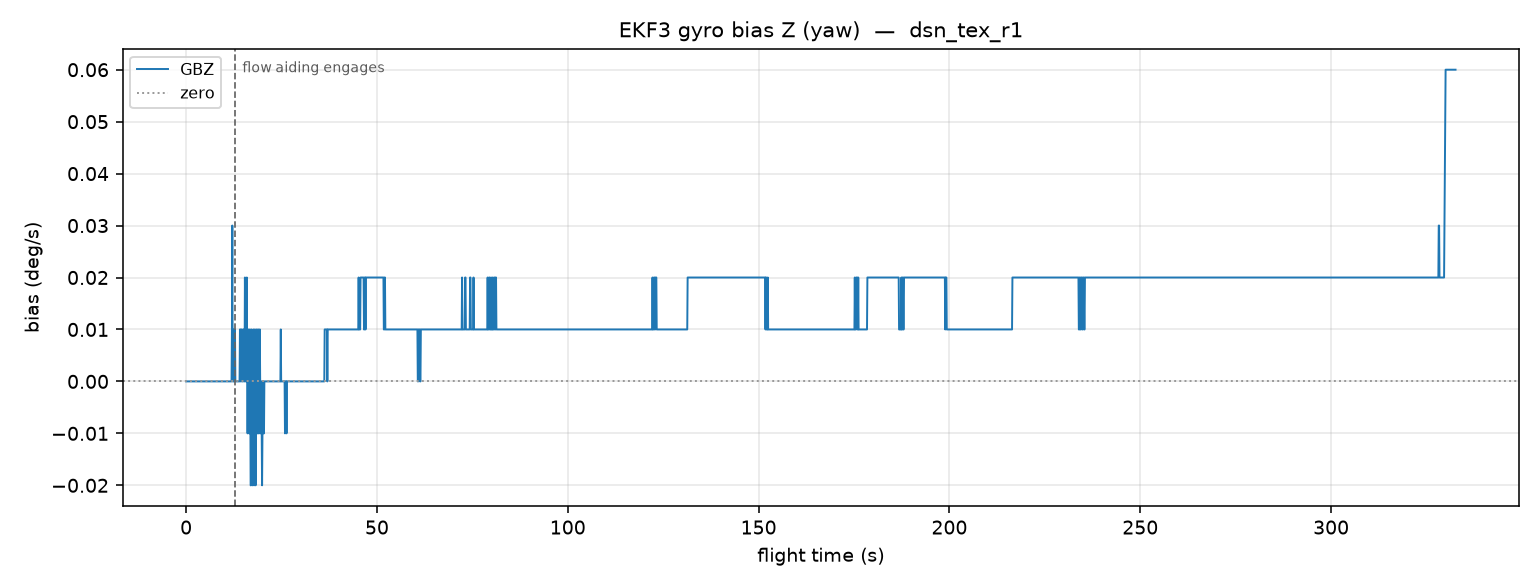 EKF3 gyro bias Z (yaw) — dsn_tex_r1
GBZ
zero
flow aiding engages
0.06
0.05
0.04
0.03
0.02
0.01
0.00
−0.01
−0.02
bias (deg/s)
0
50
100
150
200
250
300
flight time (s)